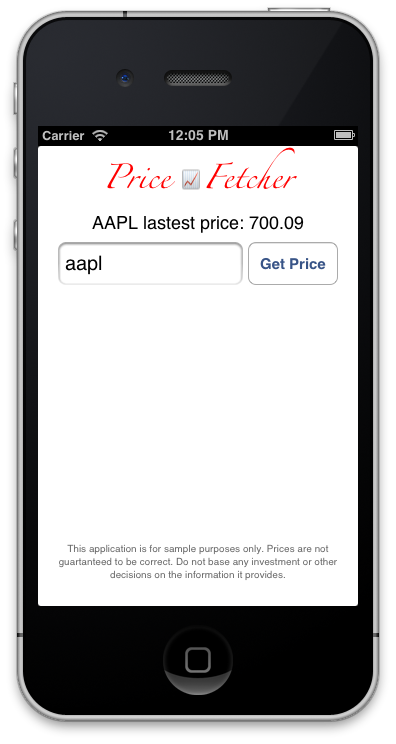 Carrier 12:05 PM
Price Fetcher
AAPL lastest price: 700.09
aapl Get Price
This application is for sample purposes only. Prices are not
guartanteed to be correct. Do not base any investment or other
decisions on the information it provides.